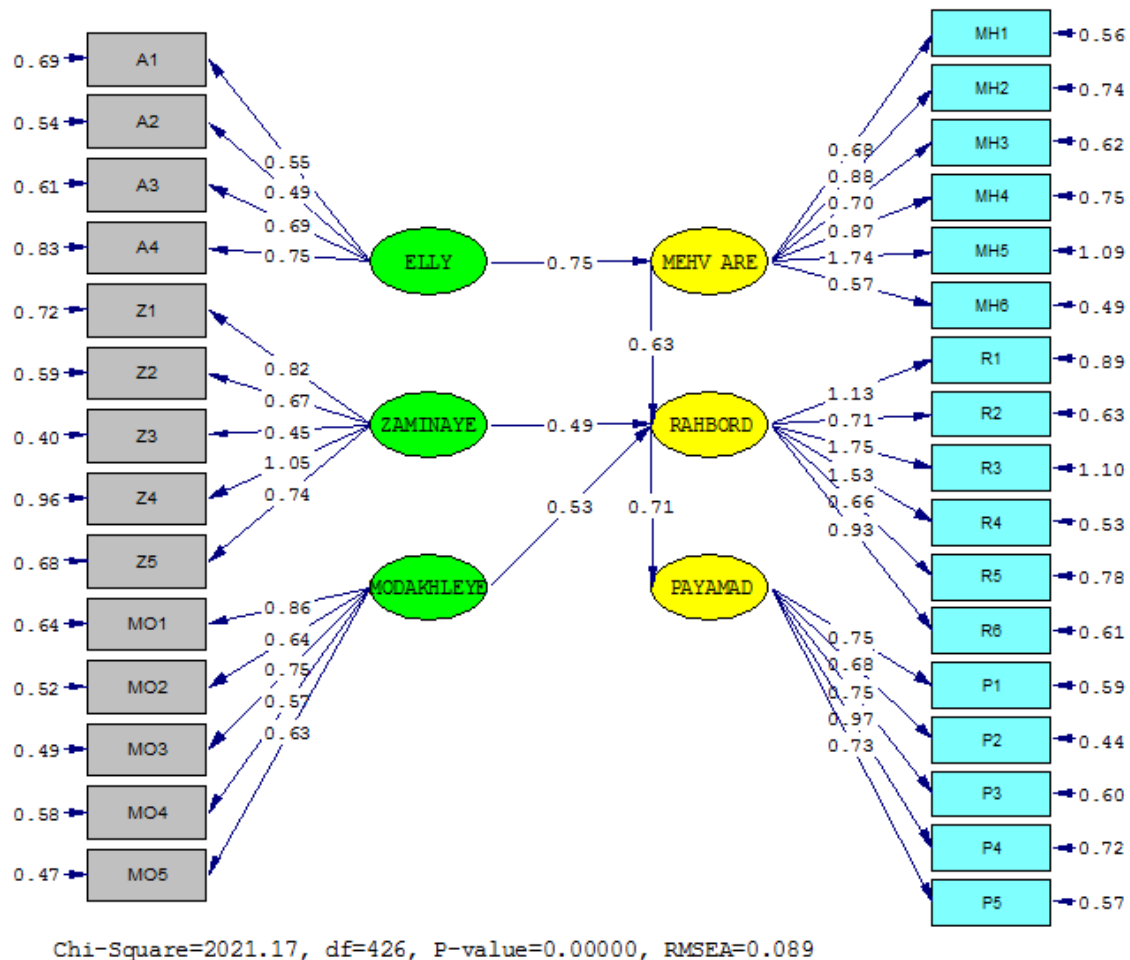 0.69 A1
0.54 A2
0.61 A3
0.83 A4
0.72 Z1
0.59 Z2
0.40 Z3
0.96 Z4
0.68 Z5
0.64 MO1
0.52 MO2
0.49 MO3
0.58 MO4
0.47 MO5
0.55
0.49
0.69
0.75
0.82
0.67
0.45
1.05
0.74
0.86
0.64
0.75
0.57
0.63
ELLY
ZAMINAYE
MODAKHLEYE
0.75
0.49
0.53
MEHV ARE
0.63
RAHBORD
0.71
PAYAMAD
0.68
0.88
0.70
0.87
1.74
0.57
1.13
0.71
1.75
1.53
0.66
0.93
0.75
0.68
0.75
0.97
0.73
MH1 0.56
MH2 0.74
MH3 0.62
MH4 0.75
MH5 1.09
MH6 0.49
R1 0.89
R2 0.63
R3 1.10
R4 0.53
R5 0.78
R6 0.61
P1 0.59
P2 0.44
P3 0.60
P4 0.72
P5 0.57
Chi-Square=2021.17, df=426, P-value=0.00000, RMSEA=0.089